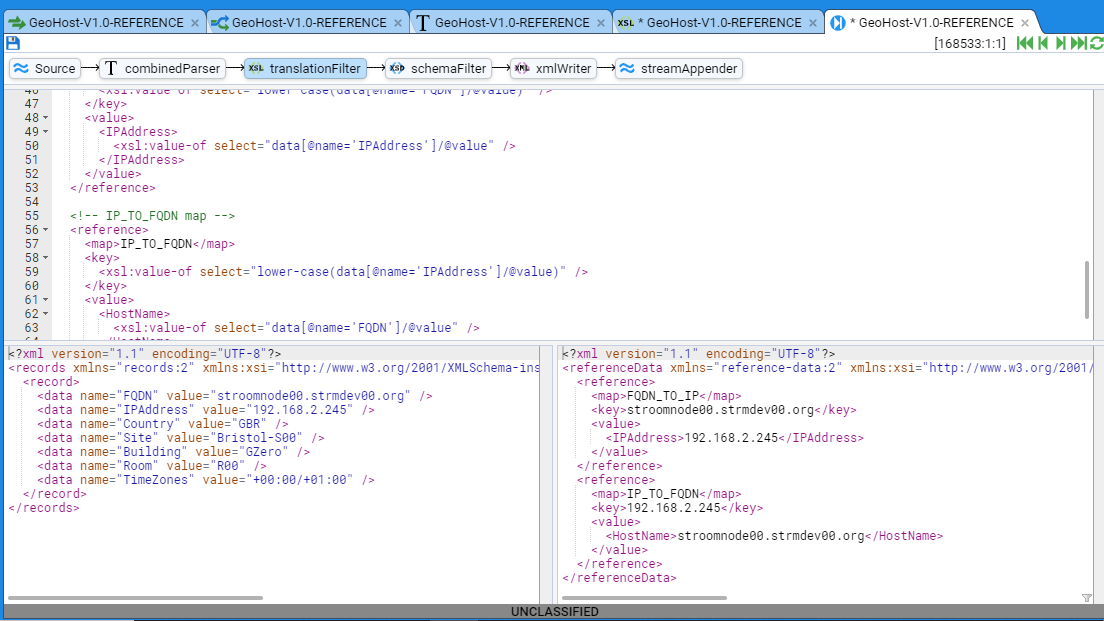 GeoHost-V1.0-REFERENCE × GeoHost-V1.0-REFERENCE × T GeoHost-V1.0-REFERENCE × XSL * GeoHost-V1.0-REFERENCE × * GeoHost-V1.0-REFERENCE ×
[168533:1:1]
Source T combinedParser XSL translationFilter XSD schemaFilter XML xmlWriter streamAppender
46 <xsl:value-of select="lower-case(data[@name='FQDN']/@value)" />
47 </key>
48 <value>
49 <IPAddress>
50 <xsl:value-of select="data[@name='IPAddress']/@value" />
51 </IPAddress>
52 </value>
53 </reference>
54
55 <!-- IP_TO_FQDN map -->
56 <reference>
57 <map>IP_TO_FQDN</map>
58 <key>
59 <xsl:value-of select="lower-case(data[@name='IPAddress']/@value)" />
60 </key>
61 <value>
62 <HostName>
63 <xsl:value-of select="data[@name='FQDN']/@value" />
64 </HostName>
<?xml version="1.1" encoding="UTF-8"?>
<records xmlns="records:2" xmlns:xsi="http://www.w3.org/2001/XMLSchema-ins
<record>
<data name="FQDN" value="stroomnode00.strmdev00.org" />
<data name="IPAddress" value="192.168.2.245" />
<data name="Country" value="GBR" />
<data name="Site" value="Bristol-S00" />
<data name="Building" value="GZero" />
<data name="Room" value="R00" />
<data name="TimeZones" value="+00:00/+01:00" />
</record>
</records>
<?xml version="1.1" encoding="UTF-8"?>
<referenceData xmlns="reference-data:2" xmlns:xsi="http://www.w3.org/2001/
<reference>
<map>FQDN_TO_IP</map>
<key>stroomnode00.strmdev00.org</key>
<value>
<IPAddress>192.168.2.245</IPAddress>
</value>
</reference>
<reference>
<map>IP_TO_FQDN</map>
<key>192.168.2.245</key>
<value>
<HostName>stroomnode00.strmdev00.org</HostName>
</value>
</reference>
</referenceData>
UNCLASSIFIED